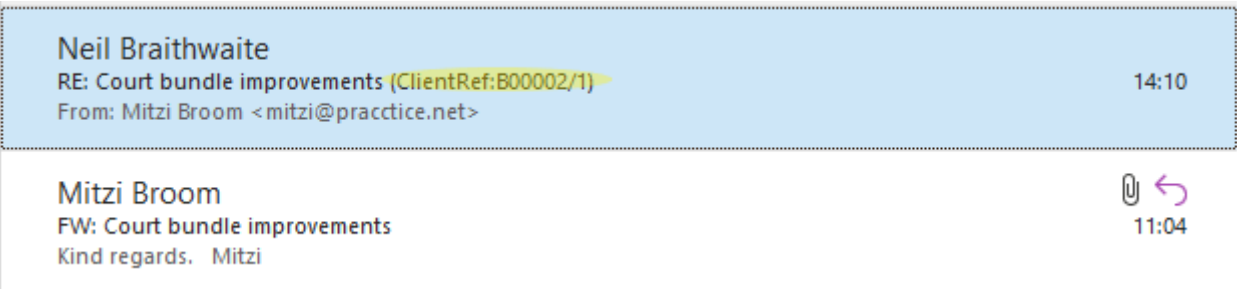 Neil Braithwaite
RE: Court bundle improvements (ClientRef:B00002/1) 14:10
From: Mitzi Broom <mitzi@pracctice.net>
Mitzi Broom
FW: Court bundle improvements 11:04
Kind regards. Mitzi